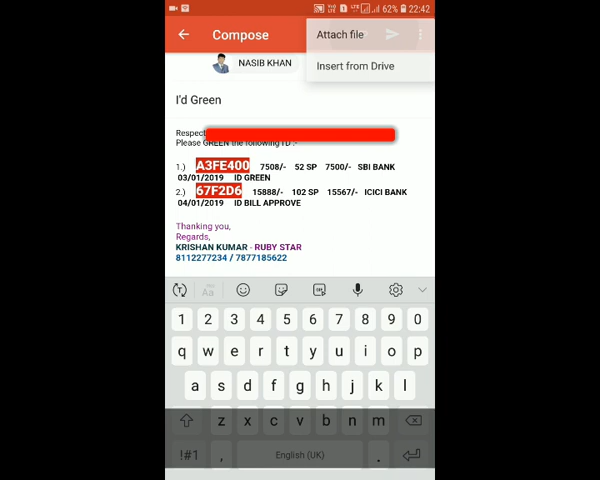 LTE 62% 22:42
Compose
Attach file
Insert from Drive
NASIB KHAN
I'd Green
Respect
Please GREEN the following ID :-
1.) A3FE400 7508/- 52 SP 7500/- SBI BANK
03/01/2019 ID GREEN
2.) 67F2D6 15888/- 102 SP 15567/- ICICI BANK
04/01/2019 ID BILL APPROVE
Thanking you,
Regards,
KRISHAN KUMAR - RUBY STAR
8112277234 / 7877185622
1 2 3 4 5 6 7 8 9 0
q w e r t y u i o p
a s d f g h j k l
z x c v b n m
!#1 , English (UK) .